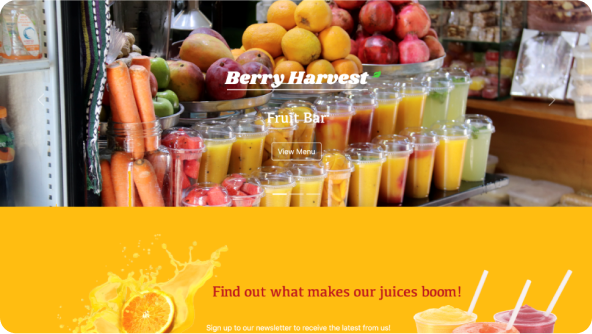 Berry Harvest
Fruit Bar
View Menu
Find out what makes our juices boom!
Sign up to our newsletter to receive the latest from us!